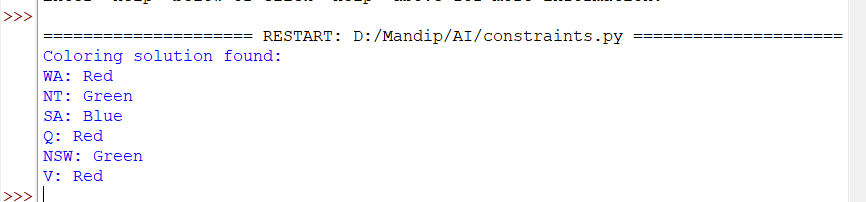 >>>
===================== RESTART: D:/Mandip/AI/constraints.py =====================
Coloring solution found:
WA: Red
NT: Green
SA: Blue
Q: Red
NSW: Green
V: Red
>>>